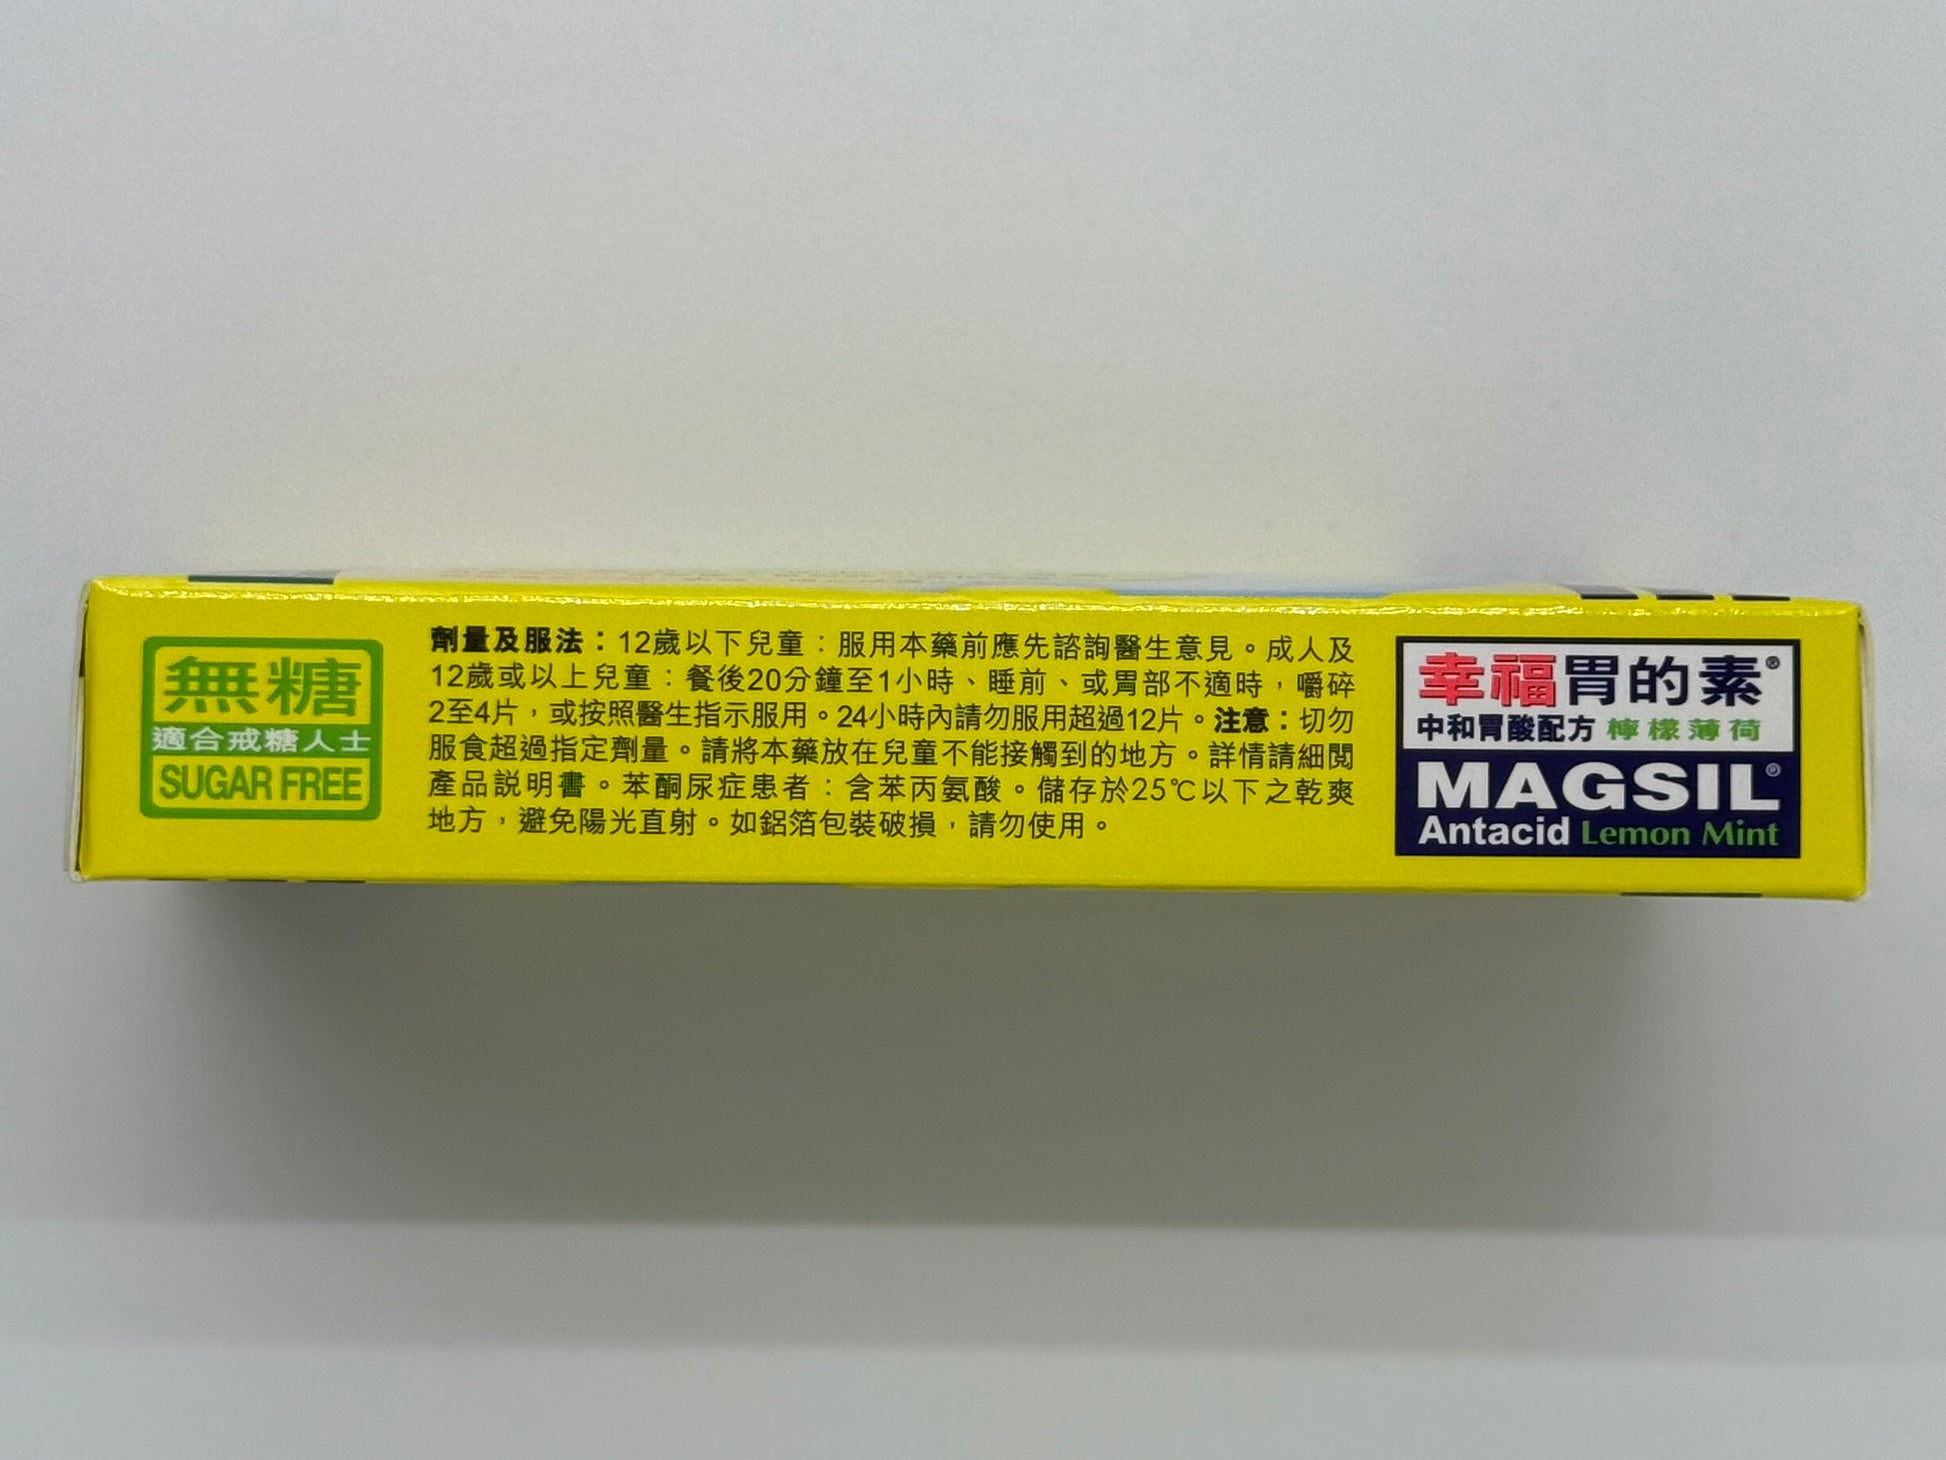 無糖
適合戒糖人士
SUGAR FREE
劑量及服法：12歲以下兒童：服用本藥前應先諮詢醫生意見。成人及
12歲或以上兒童：餐後20分鐘至1小時、睡前、或胃部不適時，嚼碎
2至4片，或按照醫生指示服用。24小時內請勿服用超過12片。注意：切勿
服食超過指定劑量。請將本藥放在兒童不能接觸到的地方。詳情請細閱
產品説明書。苯酮尿症患者：含苯丙氨酸。儲存於25℃以下之乾爽
地方，避免陽光直射。如鋁箔包裝破損，請勿使用。
幸福胃的素®
中和胃酸配方 檸檬薄荷
MAGSIL®
Antacid Lemon Mint